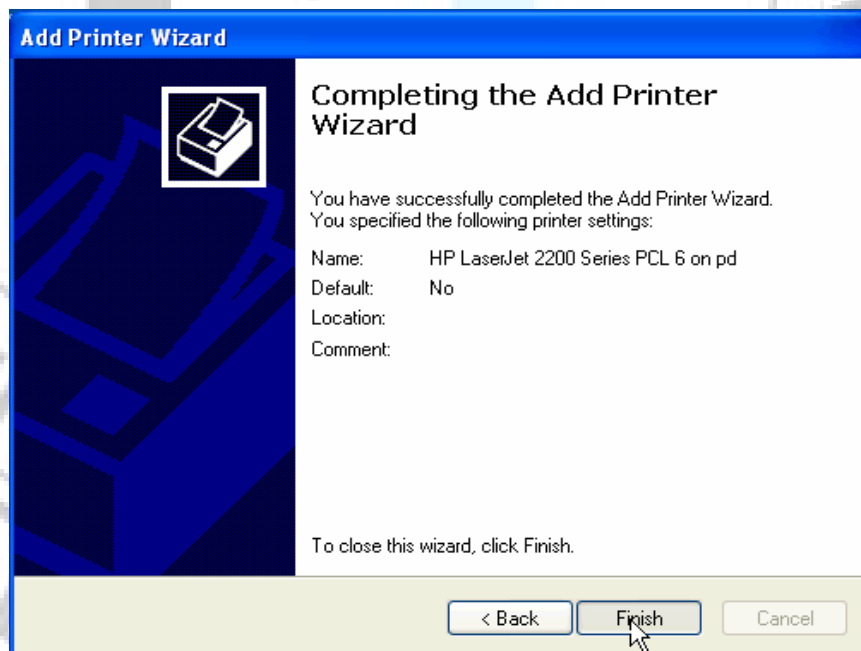 Add Printer Wizard
Completing the Add Printer
Wizard
You have successfully completed the Add Printer Wizard.
You specified the following printer settings:
Name: HP LaserJet 2200 Series PCL 6 on pd
Default: No
Location:
Comment:
To close this wizard, click Finish.
< Back Finish Cancel